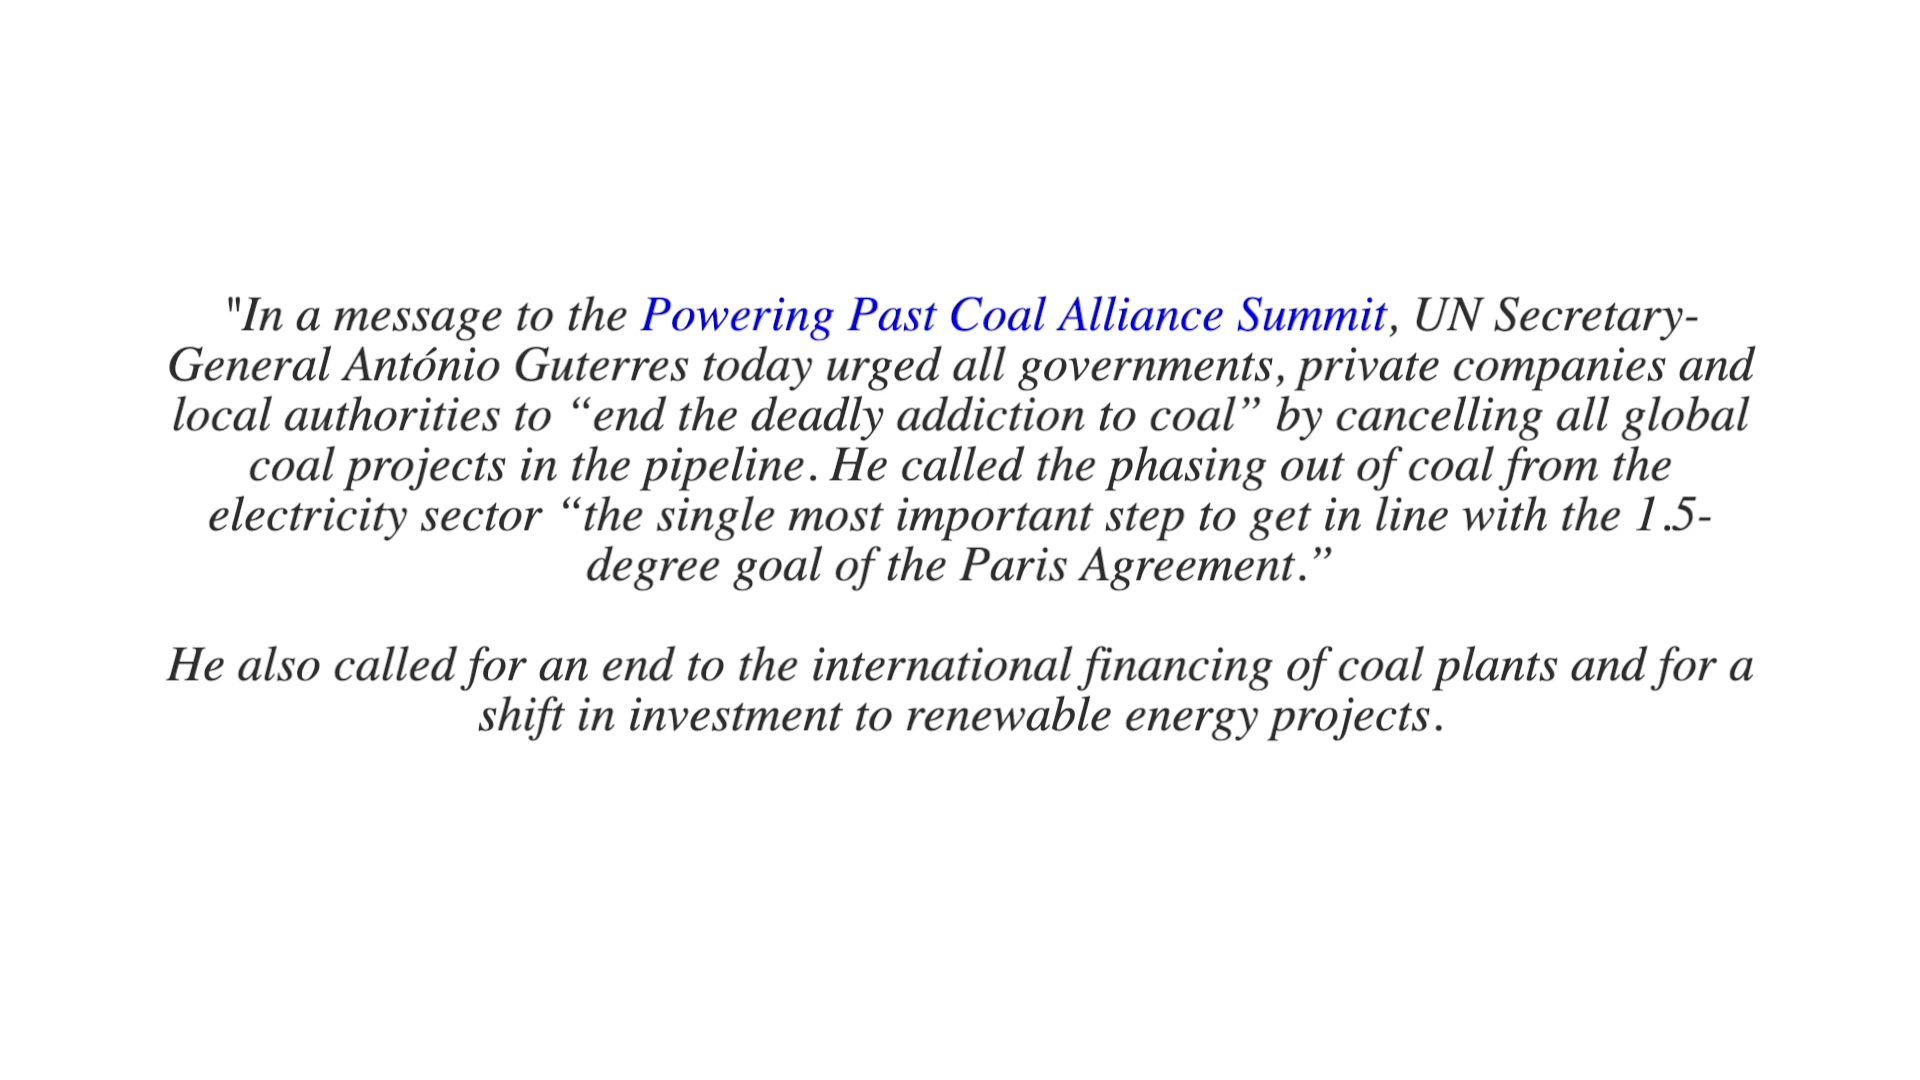 "In a message to the Powering Past Coal Alliance Summit, UN Secretary-
General António Guterres today urged all governments, private companies and
local authorities to “end the deadly addiction to coal” by cancelling all global
coal projects in the pipeline. He called the phasing out of coal from the
electricity sector “the single most important step to get in line with the 1.5-
degree goal of the Paris Agreement.”
He also called for an end to the international financing of coal plants and for a
shift in investment to renewable energy projects.